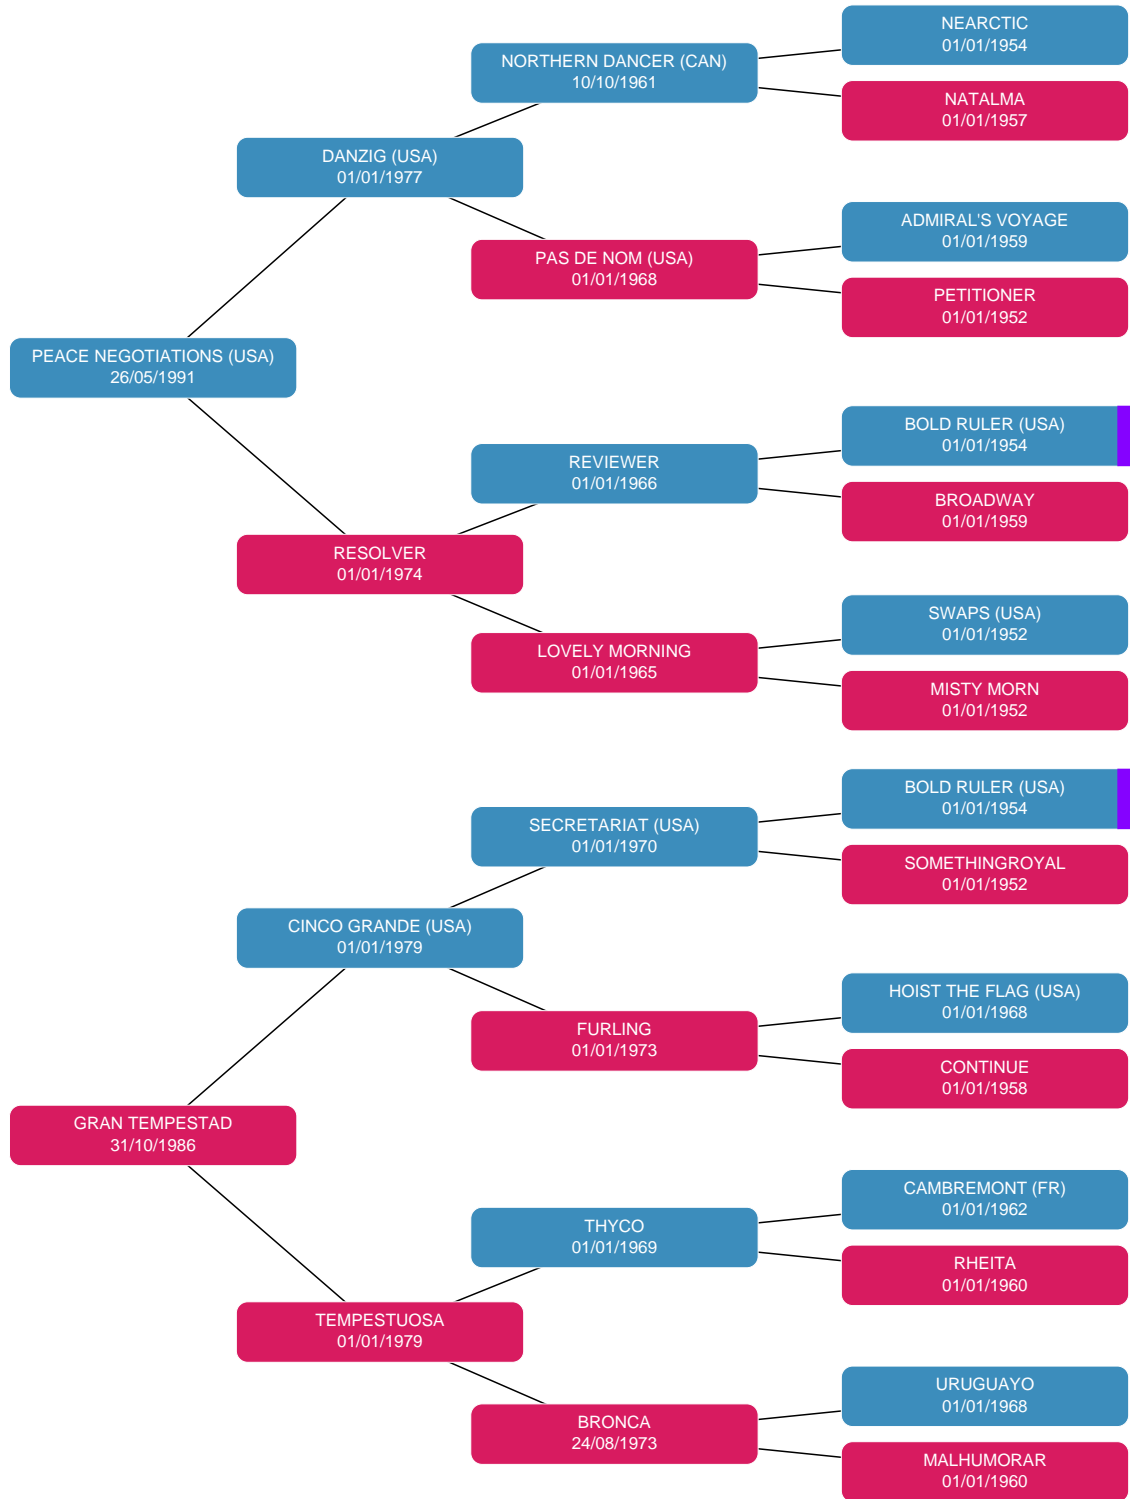 NEARCTIC
01/01/1954
NORTHERN DANCER (CAN)
10/10/1961
NATALMA
01/01/1957
DANZIG (USA)
01/01/1977
ADMIRAL'S VOYAGE
01/01/1959
PAS DE NOM (USA)
01/01/1968
PETITIONER
01/01/1952
PEACE NEGOTIATIONS (USA)
26/05/1991
BOLD RULER (USA)
01/01/1954
REVIEWER
01/01/1966
BROADWAY
01/01/1959
RESOLVER
01/01/1974
SWAPS (USA)
01/01/1952
LOVELY MORNING
01/01/1965
MISTY MORN
01/01/1952
BOLD RULER (USA)
01/01/1954
SECRETARIAT (USA)
01/01/1970
SOMETHINGROYAL
01/01/1952
CINCO GRANDE (USA)
01/01/1979
HOIST THE FLAG (USA)
01/01/1968
FURLING
01/01/1973
CONTINUE
01/01/1958
GRAN TEMPESTAD
31/10/1986
CAMBREMONT (FR)
01/01/1962
THYCO
01/01/1969
RHEITA
01/01/1960
TEMPESTUOSA
01/01/1979
URUGUAYO
01/01/1968
BRONCA
24/08/1973
MALHUMORAR
01/01/1960